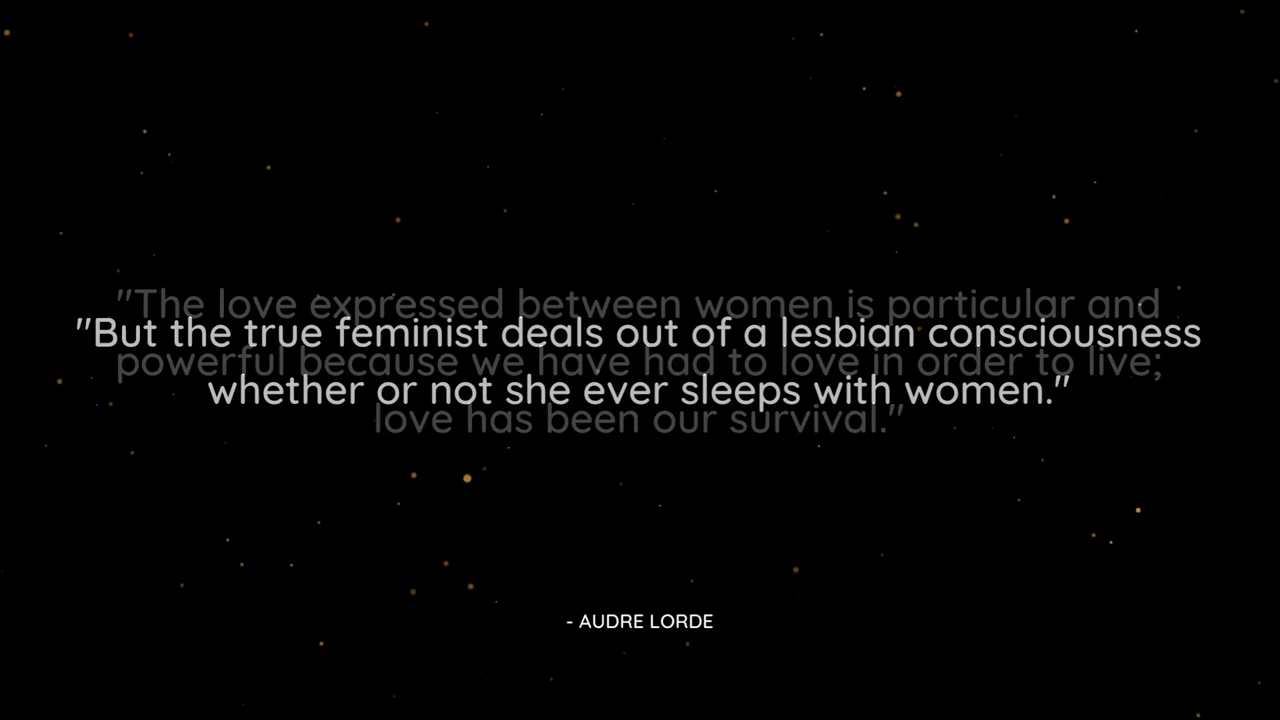 "The love expressed between women is particular and
"But the true feminist deals out of a lesbian consciousness
powerful because we have had to love in order to live;
whether or not she ever sleeps with women."
love has been our survival."
- AUDRE LORDE